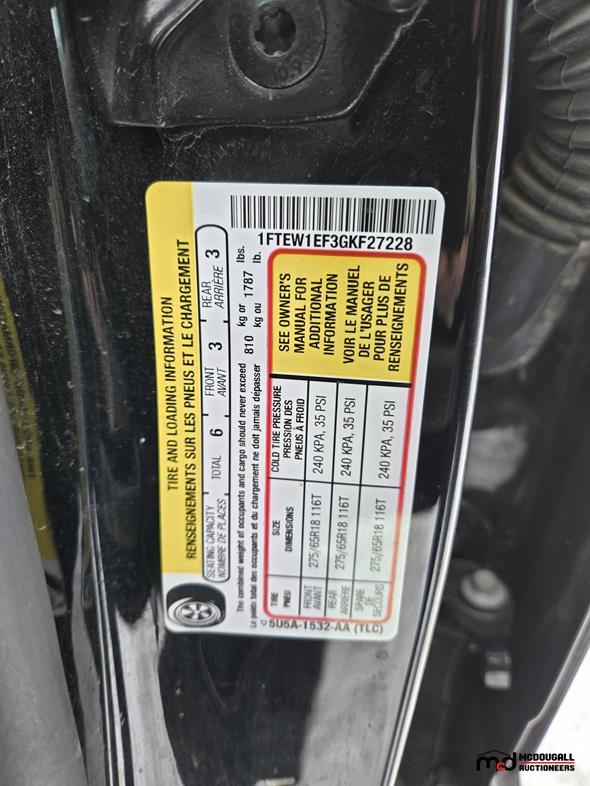 10.9
TIRE AND LOADING INFORMATION
RENSEIGNEMENTS SUR LES PNEUS ET LE CHARGEMENT
SEATING CAPACITY TOTAL 6 FRONT 3 REAR 3
NOMBRE DE PLACES AVANT ARRIÈRE
The combined weight of occupants and cargo should never exceed 810 kg or 1787 lbs.
Le poids total des occupants et du chargement ne doit jamais dépasser kg ou lb.
TIRE SIZE COLD TIRE PRESSURE
PNEU DIMENSIONS PRESSION DES PNEUS À FROID
FRONT AVANT 275/65R18 116T 240 KPA, 35 PSI
REAR ARRIÈRE 275/65R18 116T 240 KPA, 35 PSI
SPARE DE SECOURS 275/65R18 116T 240 KPA, 35 PSI
SEE OWNER'S
MANUAL FOR
ADDITIONAL
INFORMATION
VOIR LE MANUEL
DE L'USAGER
POUR PLUS DE
RENSEIGNEMENTS
1FTEW1EF3GKF27228
5U5A-1532-AA (TLC)
mcd MCDOUGALL
AUCTIONEERS